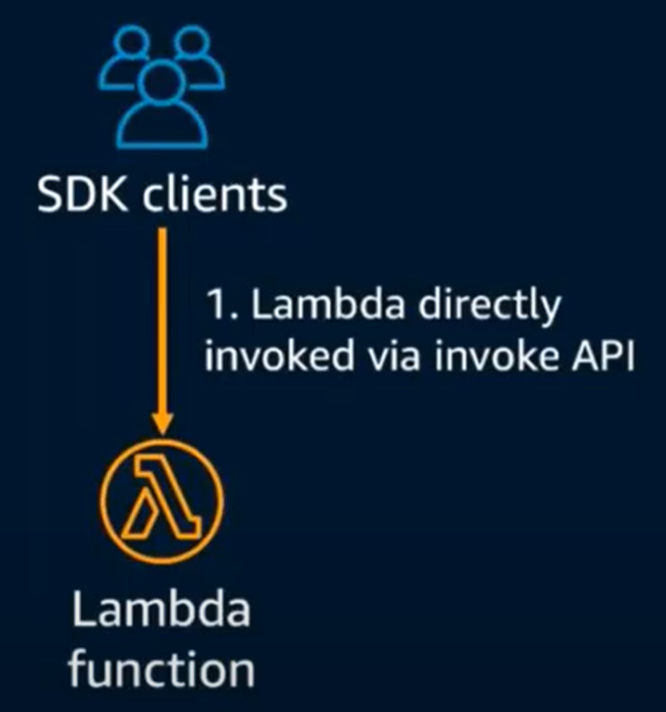 SDK clients
1. Lambda directly
invoked via invoke API
Lambda
function